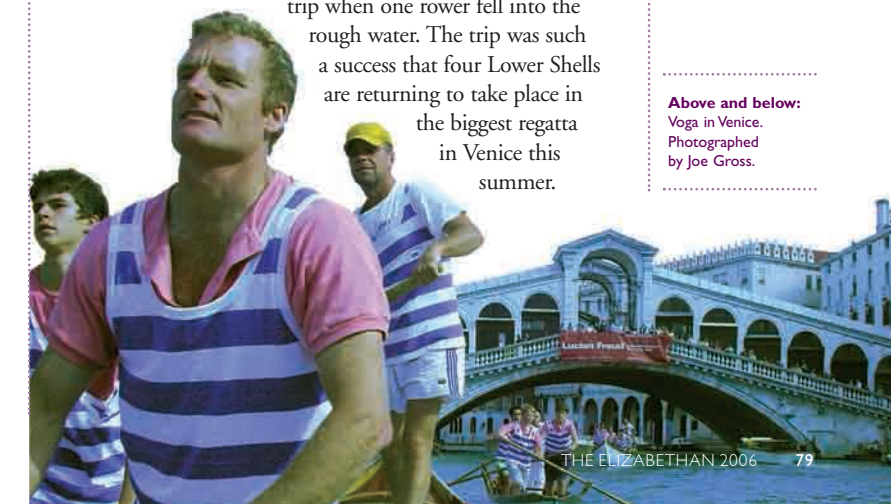 trip when one rower fell into the
rough water. The trip was such
a success that four Lower Shells
are returning to take place in
the biggest regatta
in Venice this
summer.
Above and below:
Voga in Venice.
Photographed
by Joe Gross.
Lucian Freud
THE ELIZABETHAN 2006 79